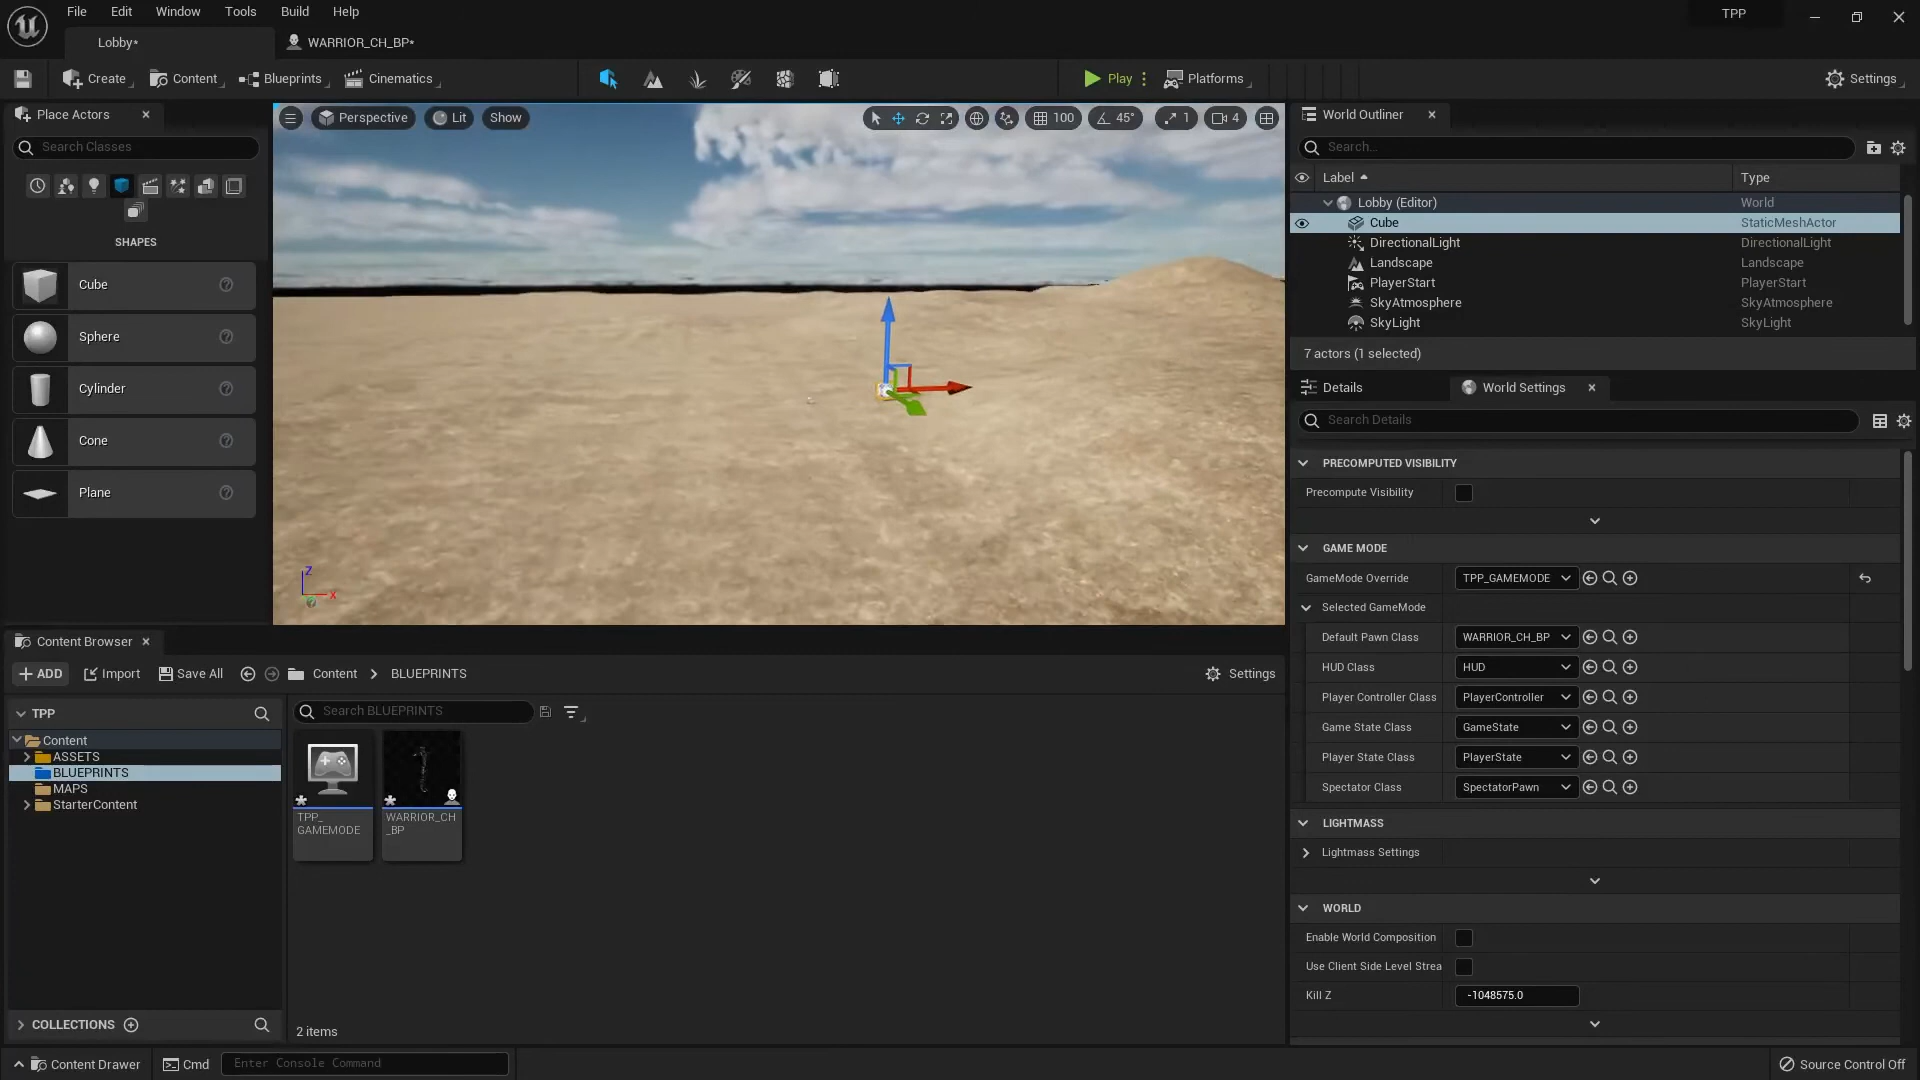 File Edit Window Tools Build Help
TPP
Lobby*
WARRIOR_CH_BP*
Create
Content
Blueprints
Cinematics
Play
Platforms
Settings
Place Actors
Search Classes
SHAPES
Cube
Sphere
Cylinder
Cone
Plane
Perspective
Lit
Show
100
45°
1
4
Z
X
World Outliner
Search...
Label
Type
Lobby (Editor) World
Cube StaticMeshActor
DirectionalLight DirectionalLight
Landscape Landscape
PlayerStart PlayerStart
SkyAtmosphere SkyAtmosphere
SkyLight SkyLight
7 actors (1 selected)
Details
World Settings
Search Details
PRECOMPUTED VISIBILITY
Precompute Visibility
GAME MODE
GameMode Override TPP_GAMEMODE
Selected GameMode
Default Pawn Class WARRIOR_CH_BP
HUD Class HUD
Player Controller Class PlayerController
Game State Class GameState
Player State Class PlayerState
Spectator Class SpectatorPawn
LIGHTMASS
Lightmass Settings
WORLD
Enable World Composition
Use Client Side Level Strea
Kill Z -1048575.0
Content Browser
ADD
Import
Save All
Content
BLUEPRINTS
Settings
TPP
Content
ASSETS
BLUEPRINTS
MAPS
StarterContent
COLLECTIONS
Search BLUEPRINTS
TPP_
GAMEMODE
WARRIOR_CH
_BP
2 items
Content Drawer
Cmd
Enter Console Command
Source Control Off